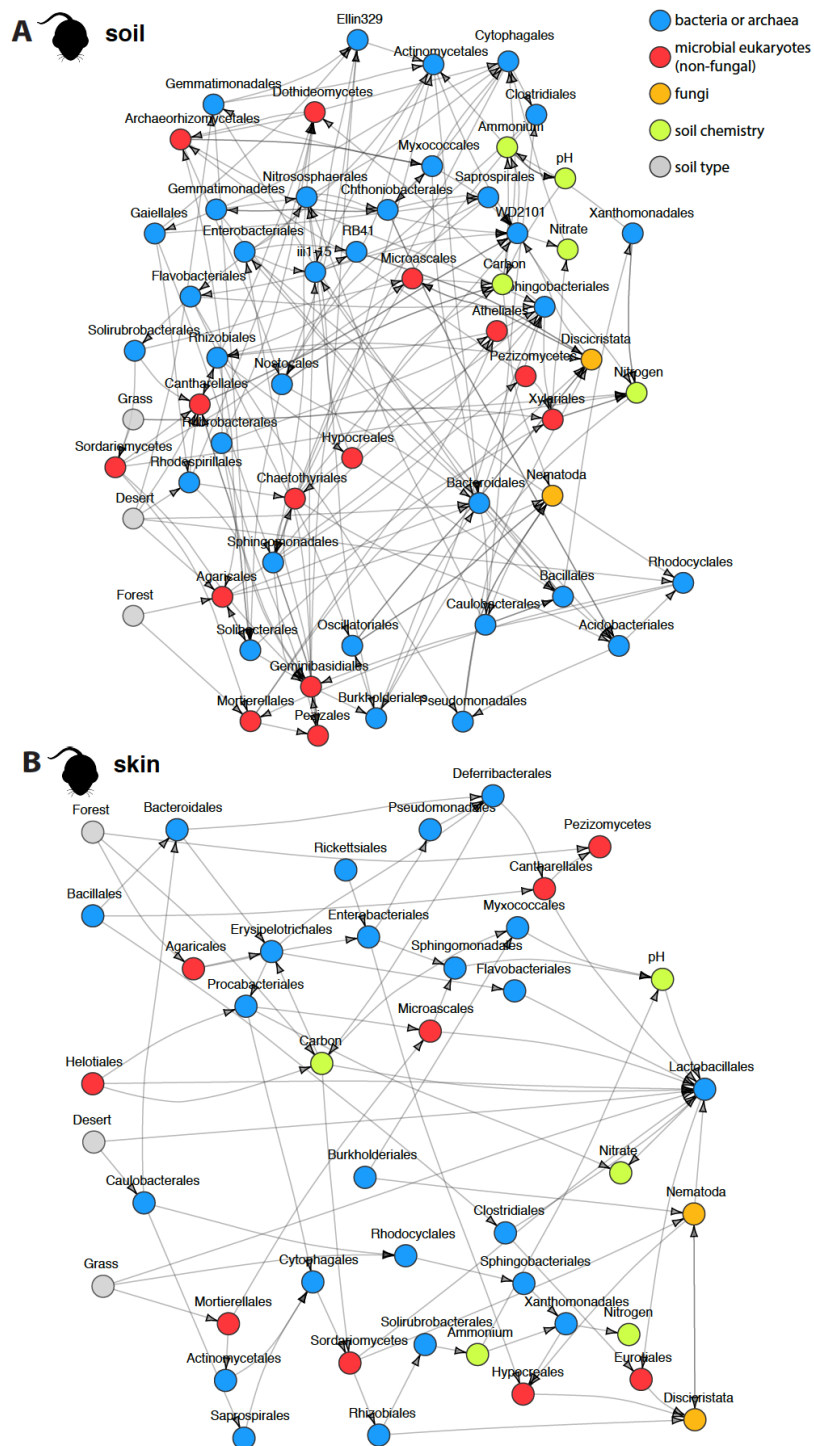 A soil
bacteria or archaea
microbial eukaryotes
(non-fungal)
fungi
soil chemistry
soil type
Ellin329
Actinomycetales
Cytophagales
Gemmatimonadales
Dothideomycetes
Clostridiales
Archaeorhizomycetales
Ammonium
Myxococcales
pH
Nitrososphaerales
Chthoniobacterales
Saprospirales
Gemmatimonadetes
Gaiellales
WD2101
Xanthomonadales
Enterobacteriales
RB41
Nitrate
iii1-15
Microascales
Carbon
Flavobacteriales
Sphingobacteriales
Atheliales
Solirubrobacterales
Rhizobiales
Discicristata
Nostocales
Pezizomycetes
Nitrogen
Cantharellales
Grass
Xylariales
Sordariomycetes
Hypocreales
Rhodospirillales
Chaetothyriales
Bacteroidales
Nematoda
Desert
Sphingomonadales
Rhodocyclales
Agaricales
Bacillales
Forest
Caulobacterales
Solibacterales
Oscillatoriales
Acidobacteriales
Geminibasidiales
Mortierellales
Pezizales
Burkholderiales
Pseudomonadales
B skin
Deferribacterales
Forest
Bacteroidales
Pseudomonadales
Pezizomycetes
Rickettsiales
Cantharellales
Bacillales
Myxococcales
Enterobacteriales
Erysipelotrichales
Agaricales
Sphingomonadales
pH
Flavobacteriales
Procabacteriales
Microascales
Carbon
Helotiales
Lactobacillales
Desert
Burkholderiales
Nitrate
Caulobacterales
Nematoda
Clostridiales
Rhodocyclales
Grass
Cytophagales
Sphingobacteriales
Mortierellales
Xanthomonadales
Nitrogen
Solirubrobacterales
Ammonium
Sordariomycetes
Actinomycetales
Eurotiales
Hypocreales
Discicristata
Saprospirales
Rhizobiales